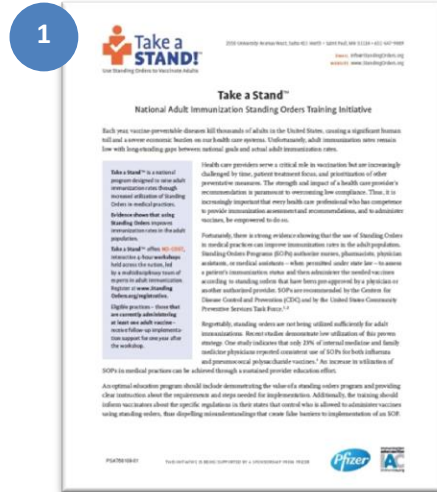 1
Take a
STAND!™
Use Standing Orders to Vaccinate Adults
2550 University Avenue West, Suite 415 North • Saint Paul, MN 55114 • 651-647-9009
info@StandingOrders.org
www.StandingOrders.org
Take a Stand™
National Adult Immunization Standing Orders Training Initiative
Each year, vaccine-preventable diseases kill thousands of adults in the United States, causing a significant human
toll and a severe economic burden on our health care systems. Unfortunately, adult immunization rates remain
low with long-standing gaps between national goals and actual adult immunization rates.
Take a Stand™ is a national
program designed to raise adult
immunization rates through
increased utilization of Standing
Orders in medical practices.
Evidence shows that using
Standing Orders improves
immunization rates in the adult
population.
Take a Stand™ offers NO-COST,
interactive 4-hour workshops
held across the nation, led
by a multidisciplinary team of
experts in adult immunization.
Register at www.Standing
Orders.org/registration.
Eligible practices – those that
are currently administering
at least one adult vaccine –
receive follow-up implementa-
tion support for one year after
the workshop.
Health care providers serve a critical role in vaccination but are increasingly
challenged by time, patient treatment focus, and prioritization of other
preventative measures. The strength and impact of a health care provider's
recommendation is paramount to overcoming low compliance. Thus, it is
increasingly important that every health care professional who has competence
to provide immunization assessment and recommendations, and to administer
vaccines, be empowered to do so.
Fortunately, there is strong evidence showing that the use of Standing Orders
in medical practices can improve immunization rates in the adult population.
Standing Orders Programs (SOPs) authorize nurses, pharmacists, physician
assistants, or medical assistants – when permitted under state law – to assess
a patient's immunization status and then administer the needed vaccines
according to standing orders that have been pre-approved by a physician or
another authorized provider. SOPs are recommended by the Centers for
Disease Control and Prevention (CDC) and by the United States Community
Preventive Services Task Force.
Regrettably, standing orders are not being utilized sufficiently for adult
immunizations. Recent studies demonstrate low utilization of this proven
strategy. One study indicates that only 23% of internal medicine and family
medicine physicians reported consistent use of SOPs for both influenza
and pneumococcal polysaccharide vaccines. An increase in utilization of
SOPs in medical practices can be achieved through a sustained provider education effort.
An optimal education program should include demonstrating the value of a standing orders program and providing
clear instruction about the requirements and steps needed for implementation. Additionally, the training should
inform vaccinators about the specific regulations in their states that control who is allowed to administer vaccines
using standing orders, thus dispelling misunderstandings that create false barriers to implementation of an SOP.
THIS INITIATIVE IS BEING SUPPORTED BY A SPONSORSHIP FROM PFIZER
Pfizer